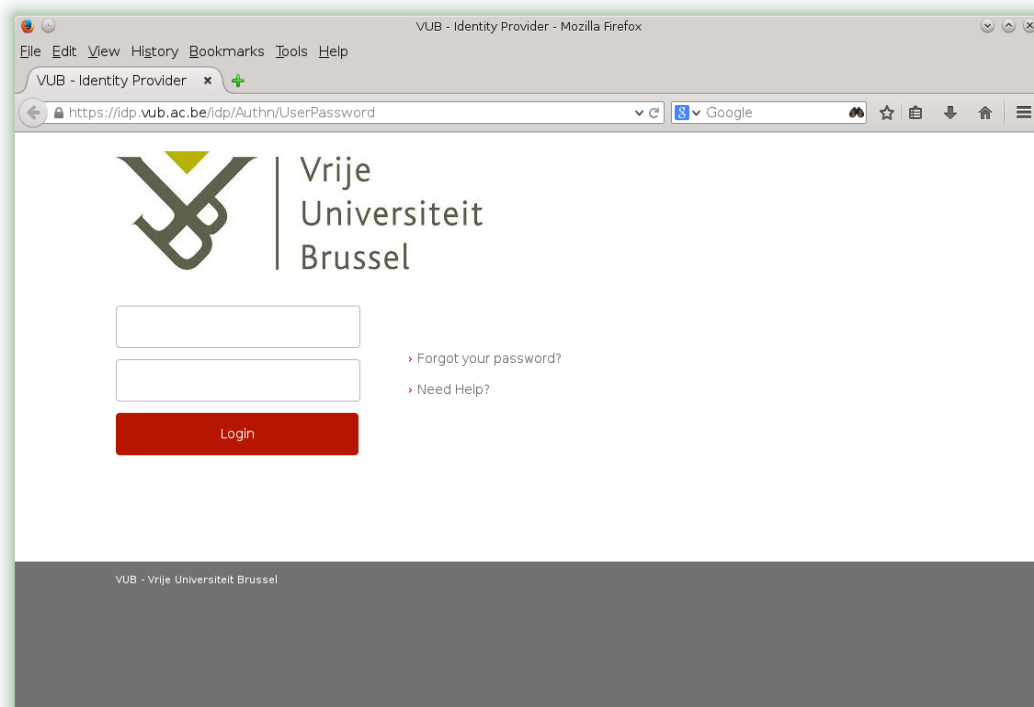 VUB - Identity Provider - Mozilla Firefox
File Edit View History Bookmarks Tools Help
VUB - Identity Provider
https://idp.vub.ac.be/idp/Authn/UserPassword
8 Google
Vrije
Universiteit
Brussel
Forgot your password?
Need Help?
Login
VUB - Vrije Universiteit Brussel